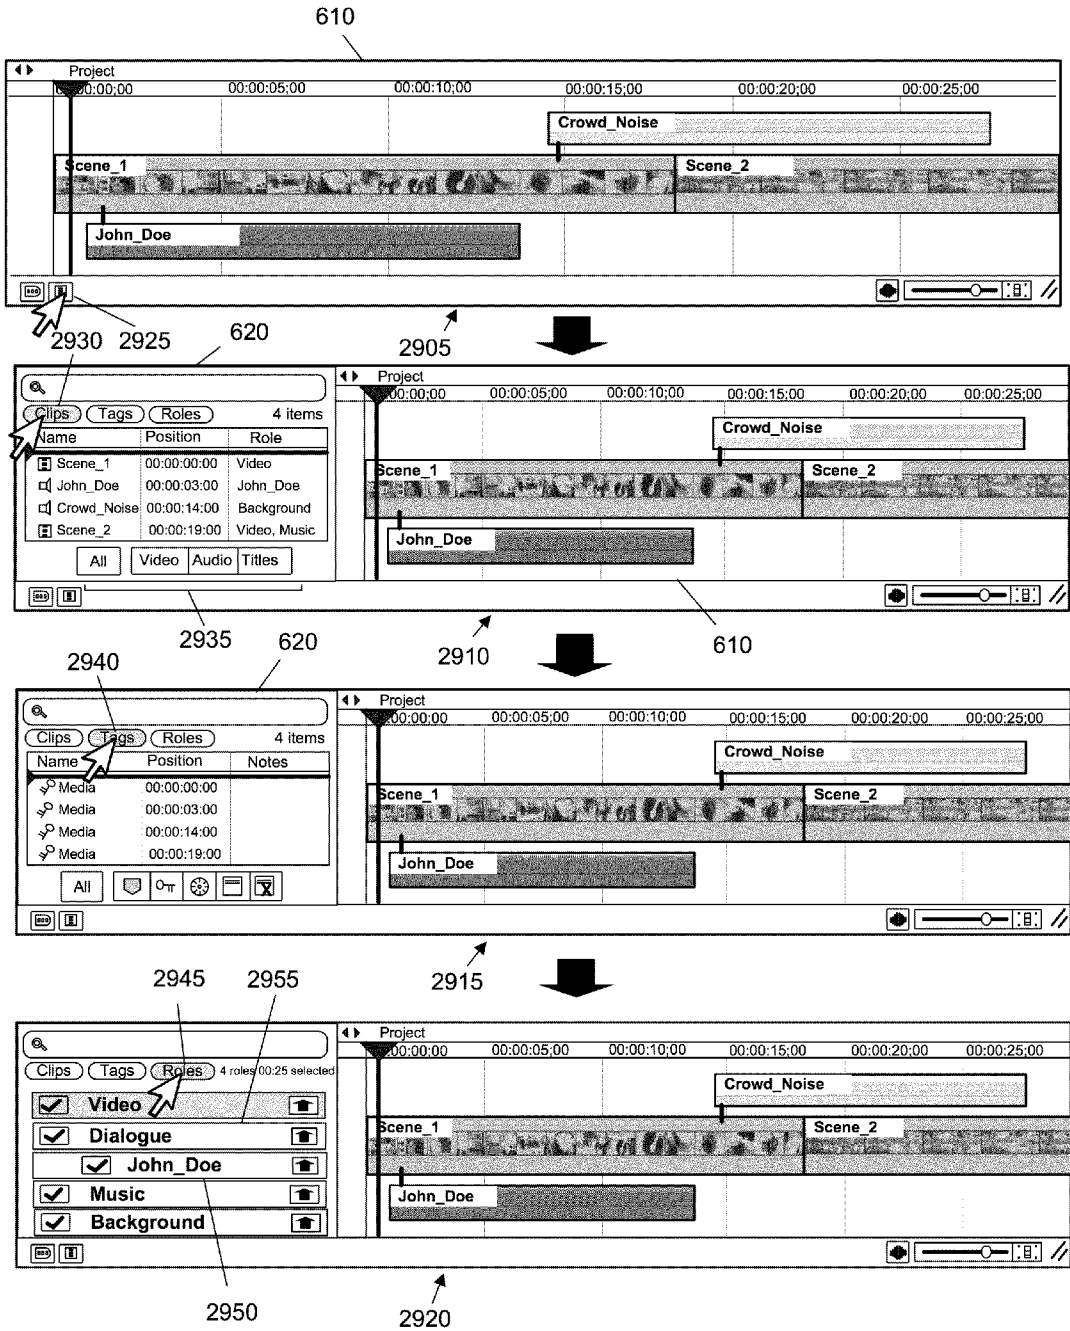 610
Project
00:00:00;00 00:00:05;00 00:00:10;00 00:00:15;00 00:00:20;00 00:00:25;00
Crowd_Noise
Scene_1 Scene_2
John_Doe
2930 2925 620 2905
Project
Clips Tags Roles 4 items
00:00:00;00 00:00:05;00 00:00:10;00 00:00:15;00 00:00:20;00 00:00:25;00
Name Position Role
Crowd_Noise
Scene_1 00:00:00:00 Video
Scene_1 Scene_2
John_Doe 00:00:03:00 John_Doe
Crowd_Noise 00:00:14:00 Background
Scene_2 00:00:19:00 Video, Music
John_Doe
All Video Audio Titles
2935 620 2910 610
2940
Project
00:00:00;00 00:00:05;00 00:00:10;00 00:00:15;00 00:00:20;00 00:00:25;00
Clips Tags Roles 4 items
Name Position Notes
Crowd_Noise
Media 00:00:00:00
Scene_1 Scene_2
Media 00:00:03:00
Media 00:00:14:00
Media 00:00:19:00
John_Doe
All
2945 2955 2915
Project
00:00:00;00 00:00:05;00 00:00:10;00 00:00:15;00 00:00:20;00 00:00:25;00
Clips Tags Roles 4 roles 00:25 selected
Video
Crowd_Noise
Dialogue
Scene_1 Scene_2
John_Doe
Music
John_Doe
Background
2950 2920